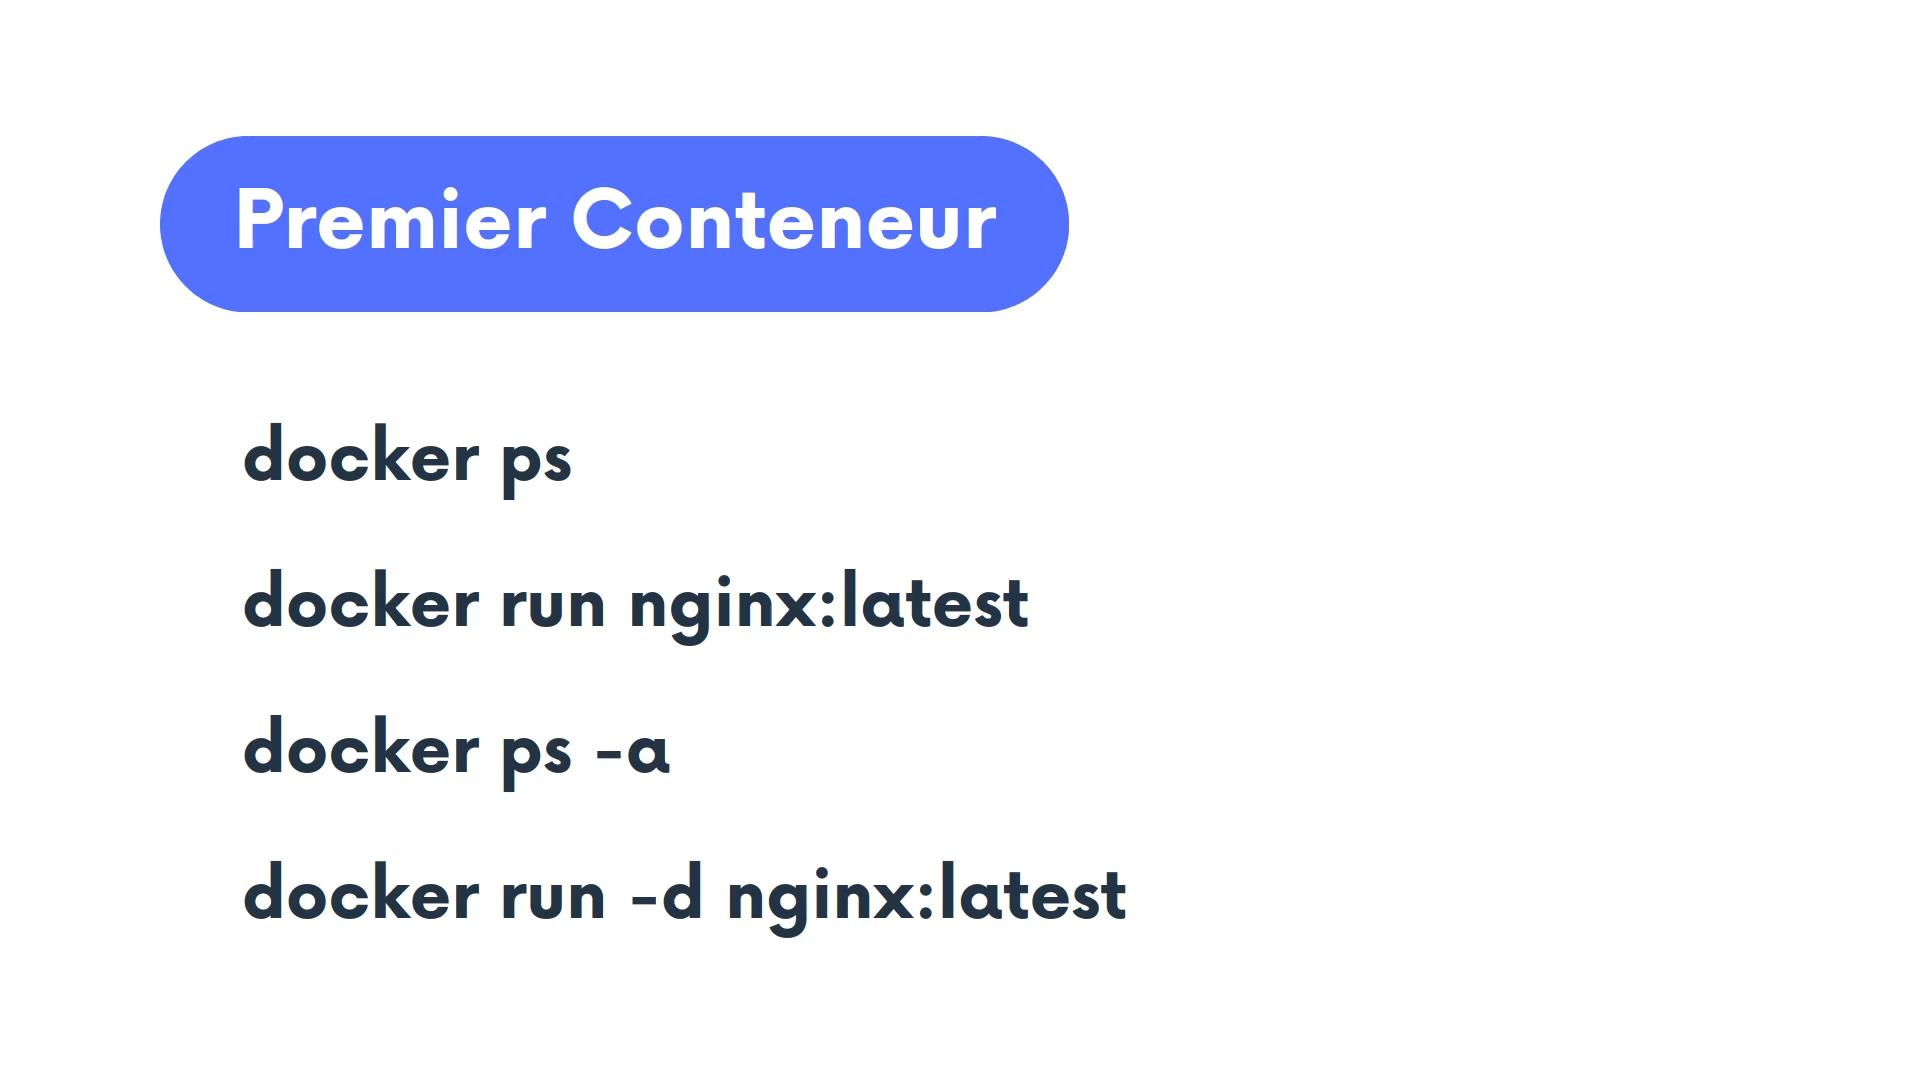 Premier Conteneur
docker ps
docker run nginx:latest
docker ps -a
docker run -d nginx:latest